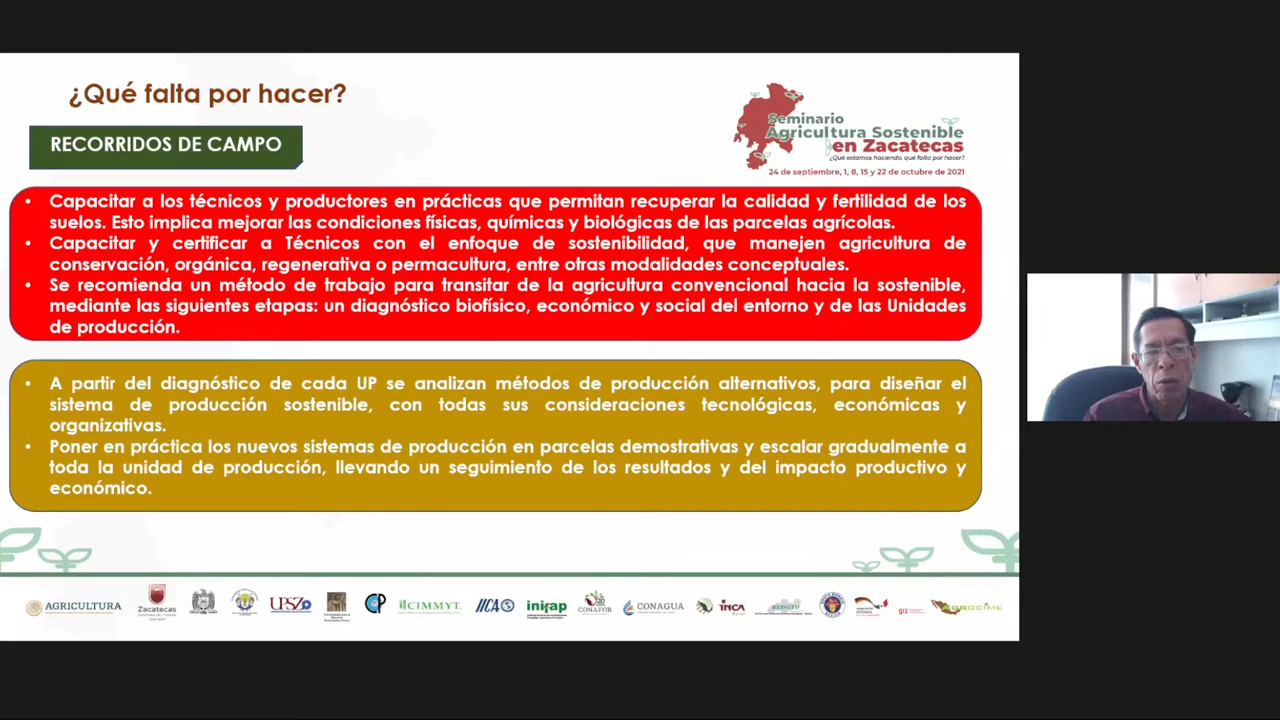 ¿Qué falta por hacer?
RECORRIDOS DE CAMPO
Seminario
Agricultura Sostenible
en Zacatecas
¿Qué estamos haciendo, qué falta por hacer?
24 de septiembre, 1, 8, 15 y 22 de octubre de 2021
• Capacitar a los técnicos y productores en prácticas que permitan recuperar la calidad y fertilidad de los
suelos. Esto implica mejorar las condiciones físicas, químicas y biológicas de las parcelas agrícolas.
• Capacitar y certificar a Técnicos con el enfoque de sostenibilidad, que manejen agricultura de
conservación, orgánica, regenerativa o permacultura, entre otras modalidades conceptuales.
• Se recomienda un método de trabajo para transitar de la agricultura convencional hacia la sostenible,
mediante las siguientes etapas: un diagnóstico biofísico, económico y social del entorno y de las Unidades
de producción.
• A partir del diagnóstico de cada UP se analizan métodos de producción alternativos, para diseñar el
sistema de producción sostenible, con todas sus consideraciones tecnológicas, económicas y
organizativas.
• Poner en práctica los nuevos sistemas de producción en parcelas demostrativas y escalar gradualmente a
toda la unidad de producción, llevando un seguimiento de los resultados y del impacto productivo y
económico.
AGRICULTURA Zacatecas UPSZ CP CIMMYT. IICA inifap CONAFOR CONAGUA INCA giz AGROCIME